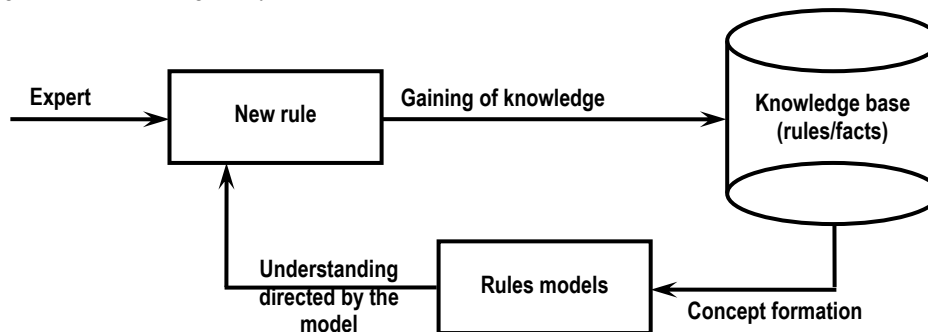 Expert
New rule
Gaining of knowledge
Knowledge base
(rules/facts)
Understanding
directed by the
model
Rules models
Concept formation